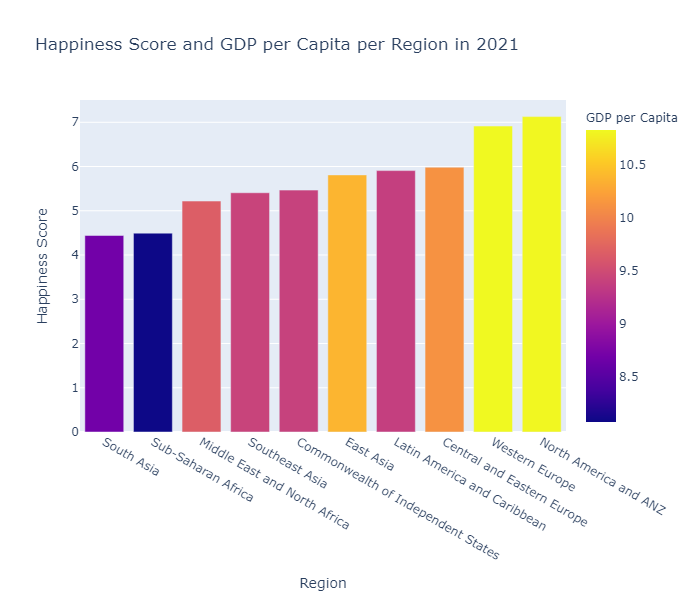 Happiness Score and GDP per Capita per Region in 2021
GDP per Capita
7
6
5
4
3
2
1
0
Happiness Score
10.5
10
9.5
9
8.5
South Asia
Sub-Saharan Africa
Middle East and North Africa
Southeast Asia
Commonwealth of Independent States
East Asia
Latin America and Caribbean
Central and Eastern Europe
Western Europe
North America and ANZ
Region